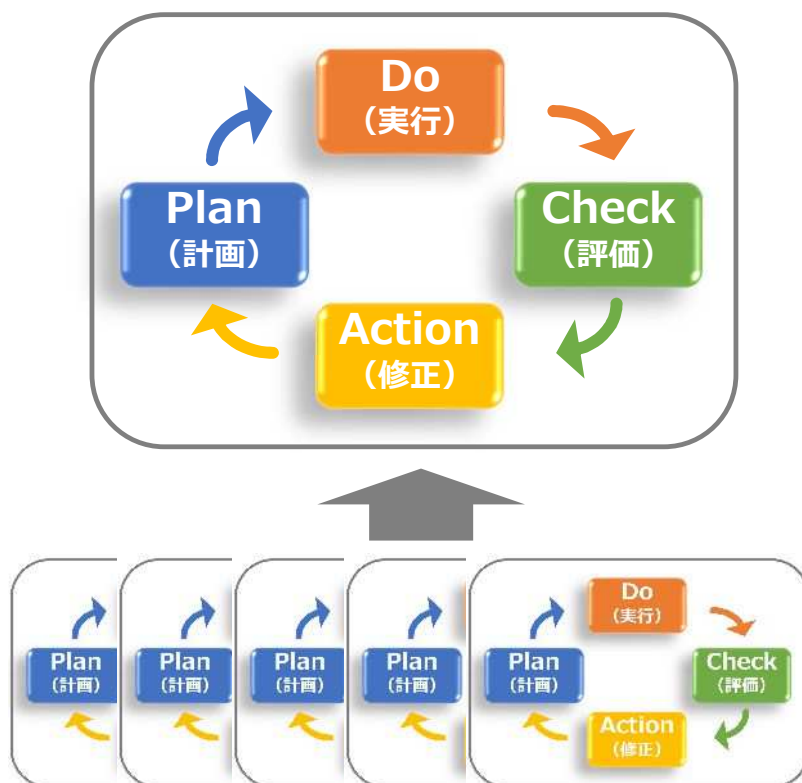 Do
（実行）
Plan
（計画）
Check
（評価）
Action
（修正）
Plan
（計画）
Plan
（計画）
Plan
（計画）
Plan
（計画）
Do
（実行）
Plan
（計画）
Check
（評価）
Action
（修正）